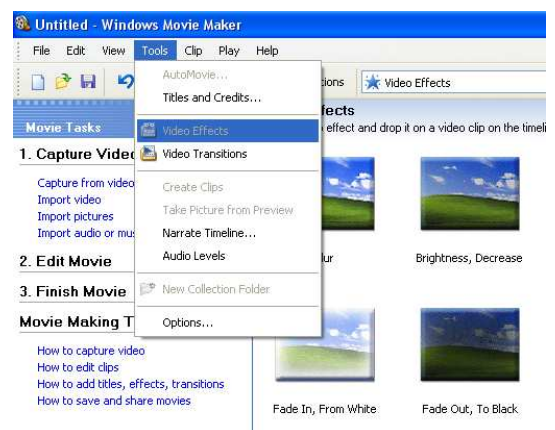 Untitled - Windows Movie Maker
File Edit View Tools Clip Play Help
AutoMovie...
Titles and Credits...
Video Effects
Video Transitions
Create Clips
Take Picture from Preview
Narrate Timeline...
Audio Levels
New Collection Folder
Options...
Video Effects
effect and drop it on a video clip on the timeli
Movie Tasks
1. Capture Video
Capture from video
Import video
Import pictures
Import audio or mu
2. Edit Movie
3. Finish Movie
Movie Making T
How to capture video
How to edit clips
How to add titles, effects, transitions
How to save and share movies
Brightness, Decrease
Fade In, From White
Fade Out, To Black